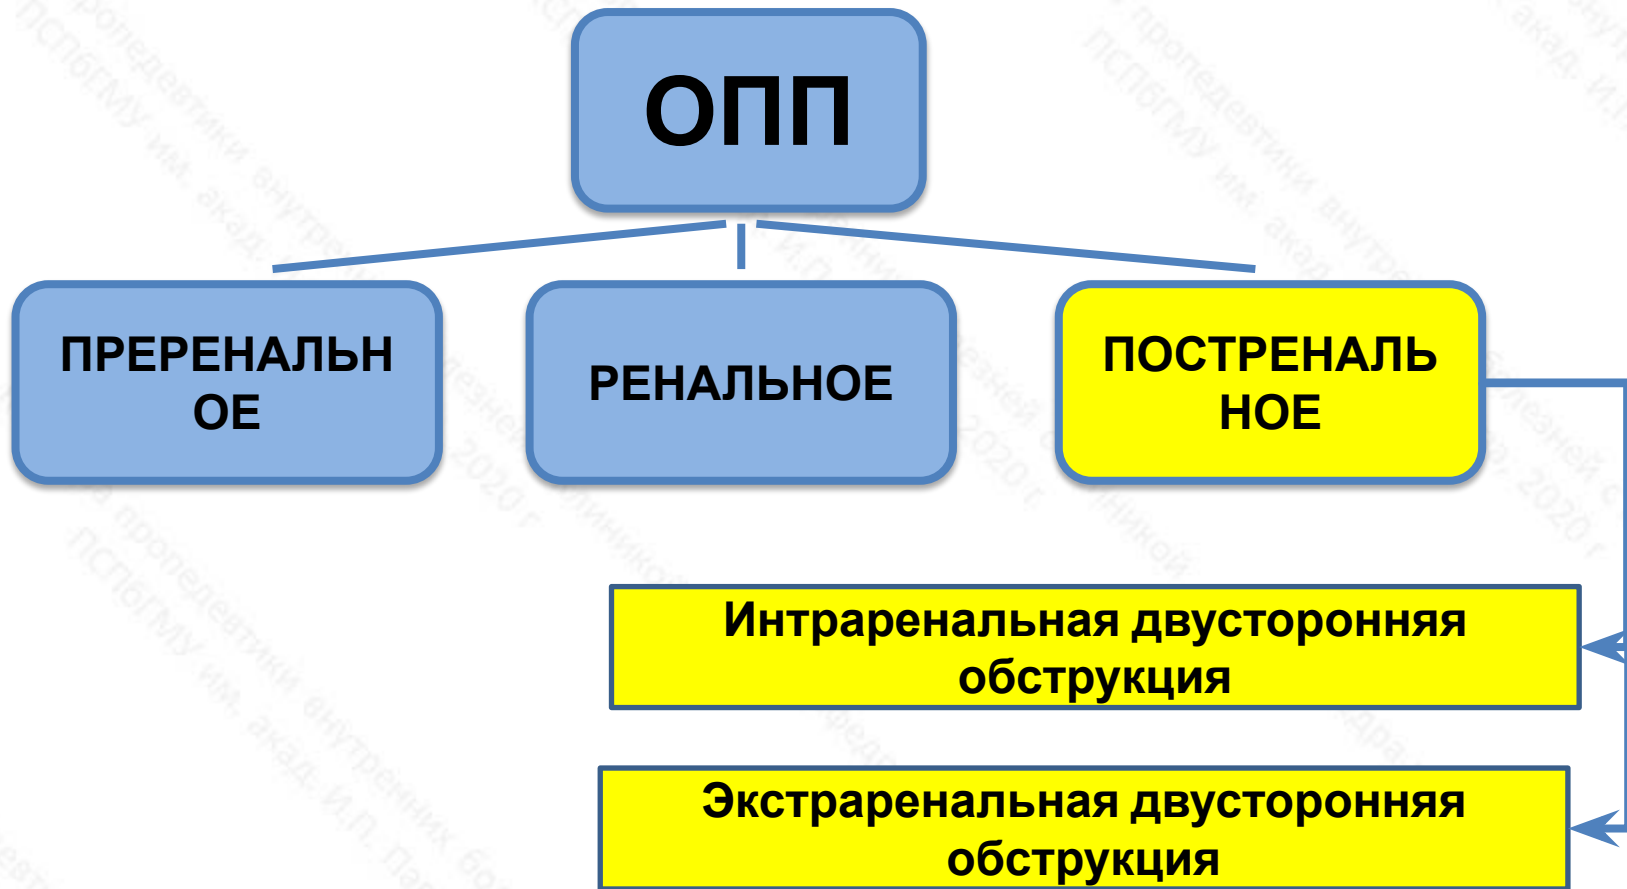 ОПП
ПРЕРЕНАЛЬН
ОЕ
РЕНАЛЬНОЕ
ПОСТРЕНАЛЬ
НОЕ
Интраренальная двусторонняя
обструкция
Экстраренальная двусторонняя
обструкция